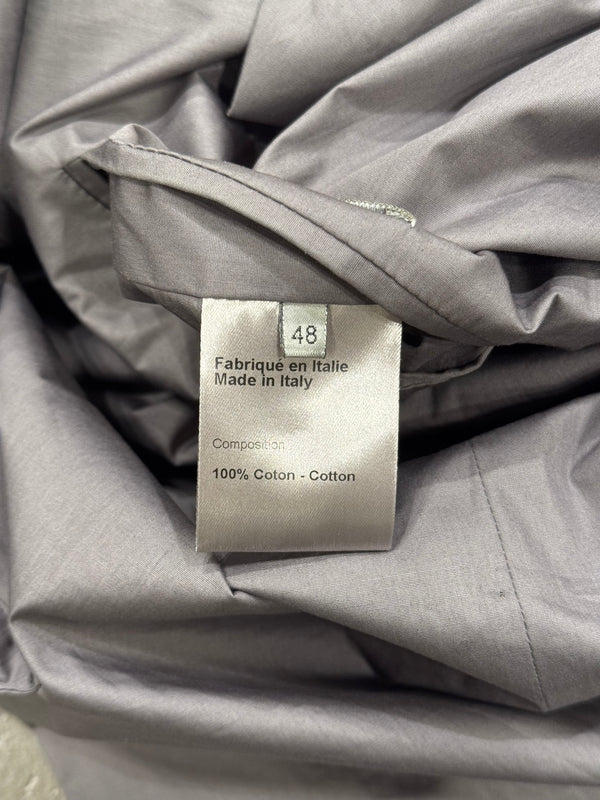 48
Fabriqué en Italie
Made in Italy
Composition
100% Coton - Cotton